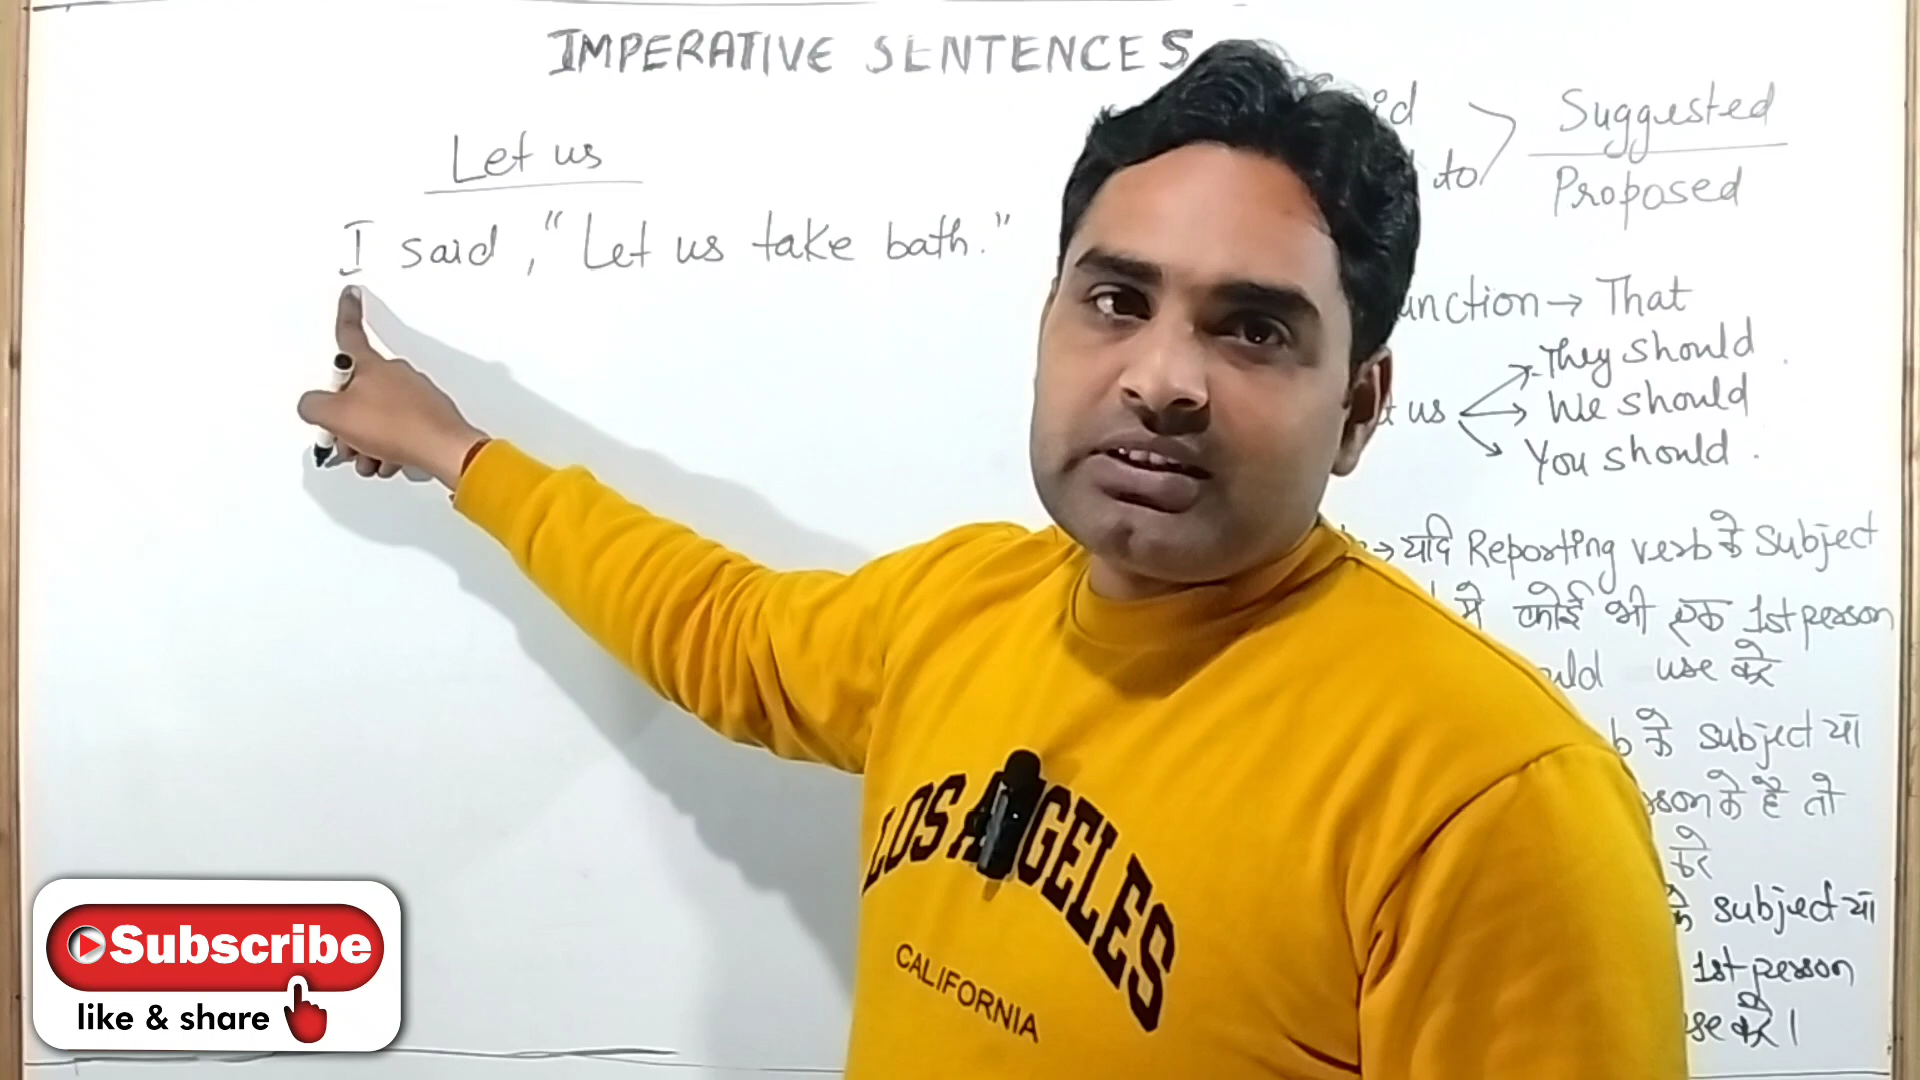 IMPERATIVE SENTENCES
Let us
I said, "Let us take bath."
to
Suggested
Proposed
→ That
us
They should
We should
You should.
→ यदि Reporting verb के Subject
मे कोई भी एक 1st person
use करे
के subject या
के है तो
करे
के subject या
1st person
use करे।
LOS ANGELES
CALIFORNIA
Subscribe
like & share